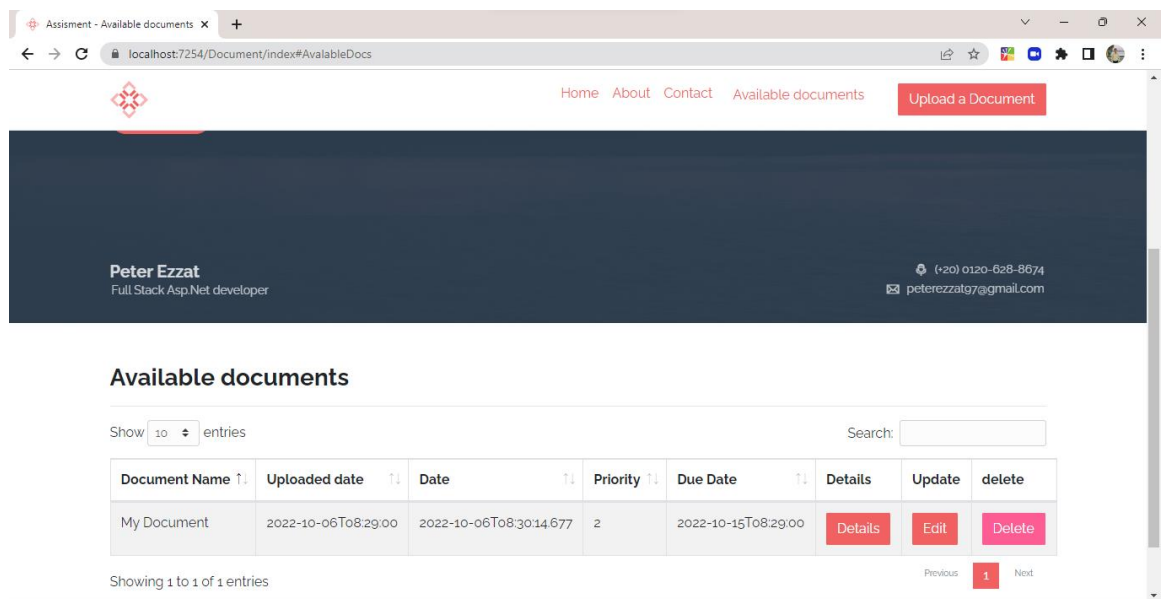 Assisment - Available documents
localhost:7254/Document/index#AvalableDocs
Home About Contact Available documents Upload a Document
Peter Ezzat
Full Stack Asp.Net developer
(+20) 0120-628-8674
peterezzat97@gmail.com
Available documents
Show 10 entries Search:
Document Name Uploaded date Date Priority Due Date Details Update delete
My Document 2022-10-06T08:29:00 2022-10-06T08:30:14.677 2 2022-10-15T08:29:00 Details Edit Delete
Showing 1 to 1 of 1 entries Previous 1 Next